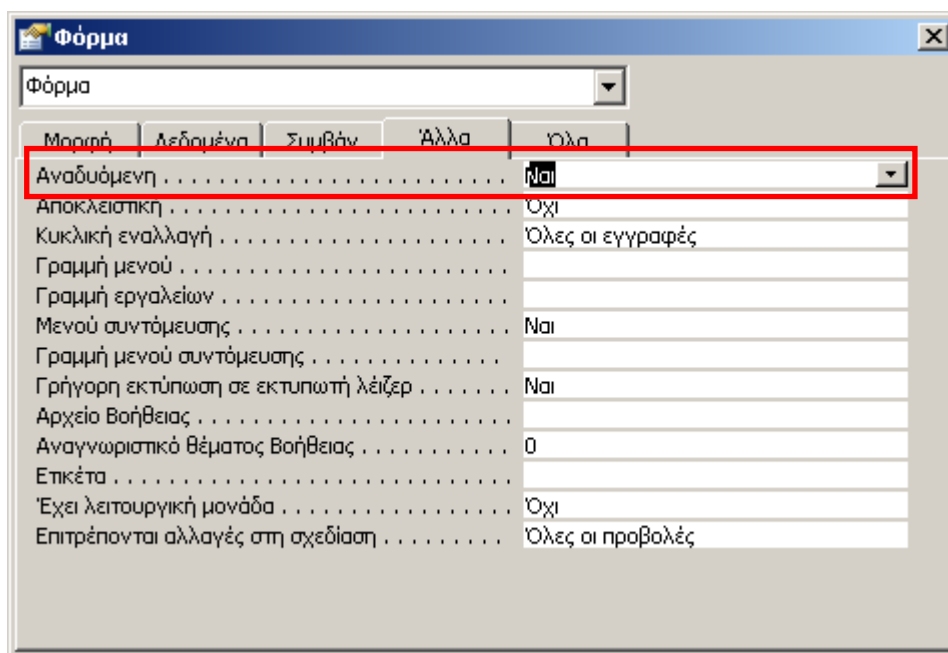 Φόρμα
Φόρμα
Μορφή Δεδομένα Συμβάν Άλλα Όλα
Αναδυόμενη . . . . . . . . . . . . . . . . . . . . . . . . . . Ναι
Αποκλειστική . . . . . . . . . . . . . . . . . . . . . . . . . Όχι
Κυκλική εναλλαγή . . . . . . . . . . . . . . . . . . . . . . Όλες οι εγγραφές
Γραμμή μενού . . . . . . . . . . . . . . . . . . . . . . . . .
Γραμμή εργαλείων . . . . . . . . . . . . . . . . . . . . . .
Μενού συντόμευσης . . . . . . . . . . . . . . . . . . . . . Ναι
Γραμμή μενού συντόμευσης . . . . . . . . . . . . . . .
Γρήγορη εκτύπωση σε εκτυπωτή λέιζερ . . . . . . . Ναι
Αρχείο Βοήθειας . . . . . . . . . . . . . . . . . . . . . . .
Αναγνωριστικό θέματος Βοήθειας . . . . . . . . . . . 0
Ετικέτα . . . . . . . . . . . . . . . . . . . . . . . . . . . . .
Έχει λειτουργική μονάδα . . . . . . . . . . . . . . . . . Όχι
Επιτρέπονται αλλαγές στη σχεδίαση . . . . . . . . . Όλες οι προβολές